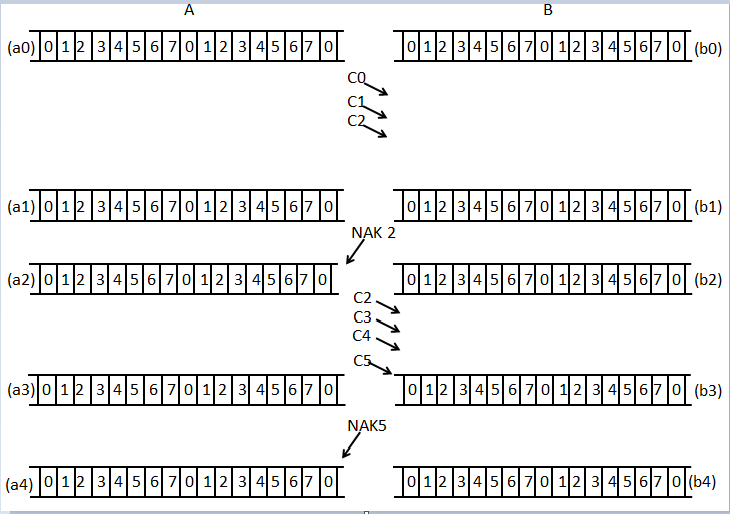 A B
(a0) 0 1 2 3 4 5 6 7 0 1 2 3 4 5 6 7 0 0 1 2 3 4 5 6 7 0 1 2 3 4 5 6 7 0 (b0)
C0
C1
C2
(a1) 0 1 2 3 4 5 6 7 0 1 2 3 4 5 6 7 0 0 1 2 3 4 5 6 7 0 1 2 3 4 5 6 7 0 (b1)
NAK 2
(a2) 0 1 2 3 4 5 6 7 0 1 2 3 4 5 6 7 0 0 1 2 3 4 5 6 7 0 1 2 3 4 5 6 7 0 (b2)
C2
C3
C4
C5
(a3) 0 1 2 3 4 5 6 7 0 1 2 3 4 5 6 7 0 0 1 2 3 4 5 6 7 0 1 2 3 4 5 6 7 0 (b3)
NAK5
(a4) 0 1 2 3 4 5 6 7 0 1 2 3 4 5 6 7 0 0 1 2 3 4 5 6 7 0 1 2 3 4 5 6 7 0 (b4)